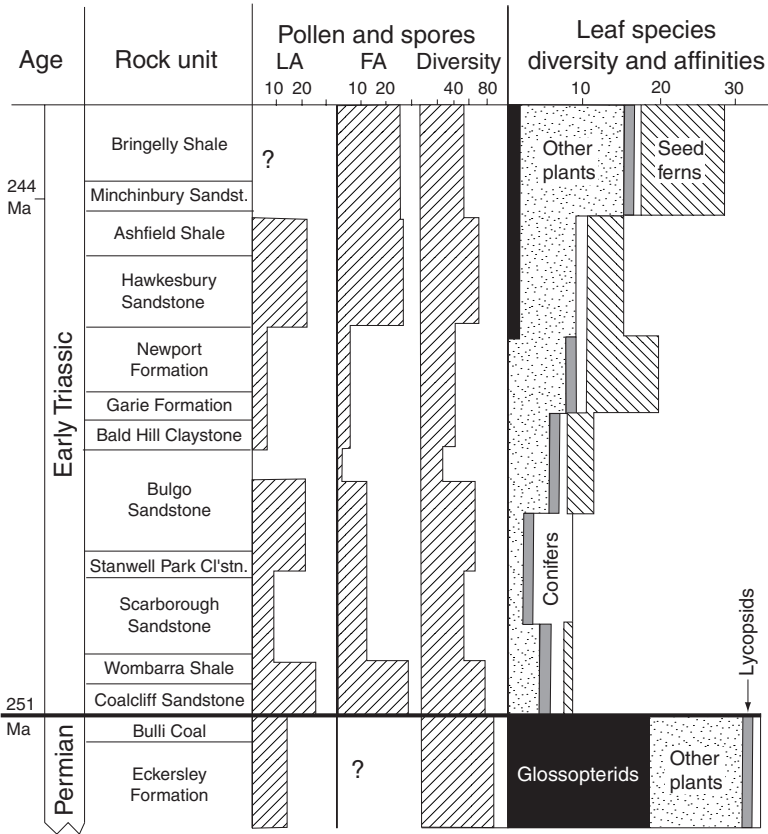 Age
Rock unit
Pollen and spores
LA
FA
Diversity
Leaf species
diversity and affinities
10 20
10 20
40 80
10
20
30
Early Triassic
Permian
244
Ma
251
Ma
Bringelly Shale
Minchinbury Sandst.
Ashfield Shale
Hawkesbury
Sandstone
Newport
Formation
Garie Formation
Bald Hill Claystone
Bulgo
Sandstone
Stanwell Park Cl'stn.
Scarborough
Sandstone
Wombarra Shale
Coalcliff Sandstone
Bulli Coal
Eckersley
Formation
?
?
Other
plants
Seed
ferns
Conifers
Lycopsids
Glossopterids
Other
plants